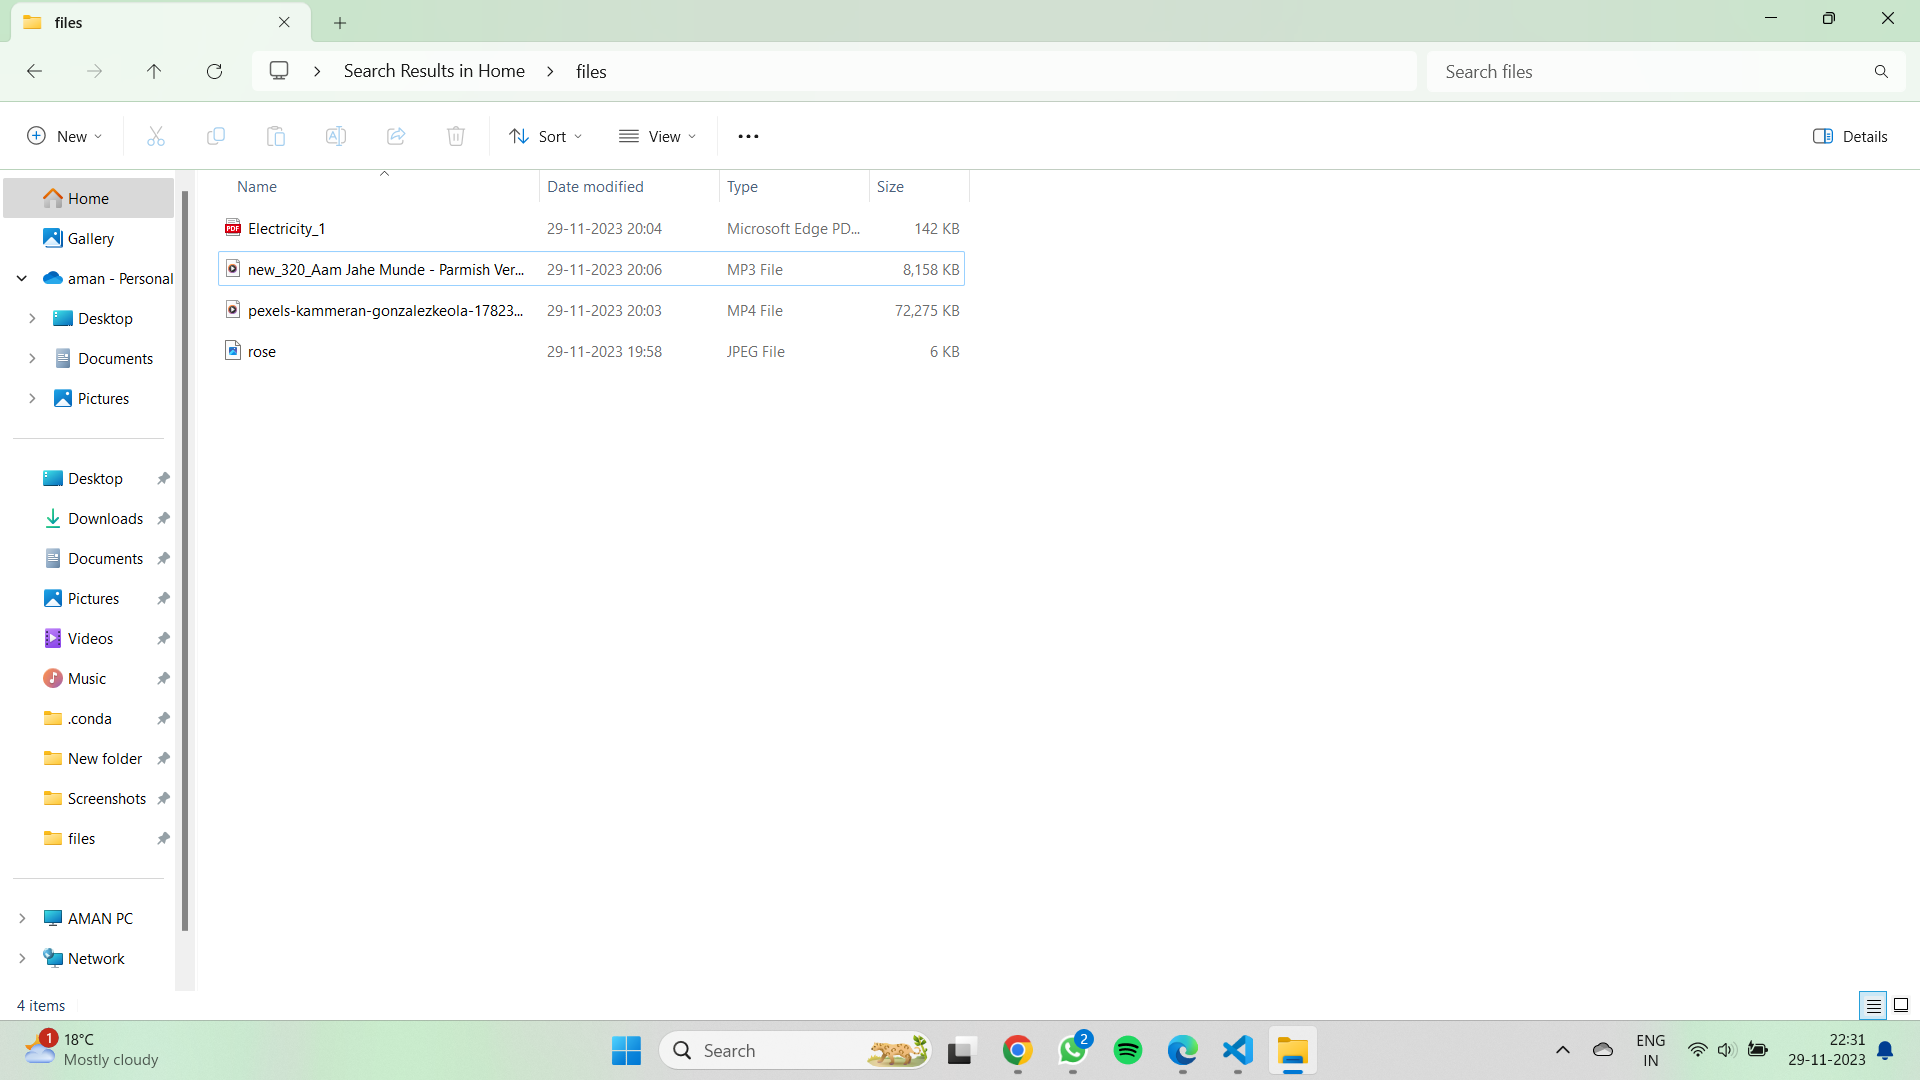 files
Search Results in Home
files
Search files
New
Sort
View
Details
Home
Gallery
aman - Personal
Desktop
Documents
Pictures
Desktop
Downloads
Documents
Pictures
Videos
Music
.conda
New folder
Screenshots
files
AMAN PC
Network
Name Date modified Type Size
PDF Electricity_1 29-11-2023 20:04 Microsoft Edge PD... 142 KB
new_320_Aam Jahe Munde - Parmish Ver... 29-11-2023 20:06 MP3 File 8,158 KB
pexels-kammeran-gonzalezkeola-17823... 29-11-2023 20:03 MP4 File 72,275 KB
rose 29-11-2023 19:58 JPEG File 6 KB
4 items
1
18°C
Mostly cloudy
Search
2
ENG
IN
22:31
29-11-2023